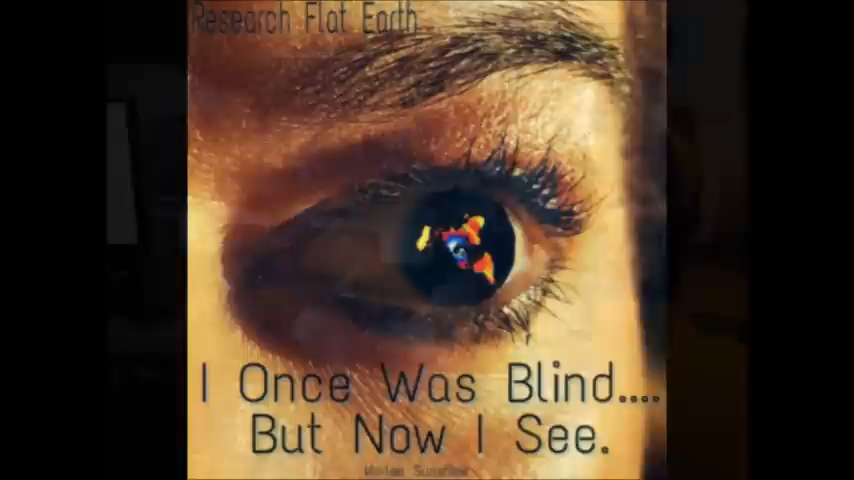 Research Flat Earth
I Once Was Blind....
But Now I See.